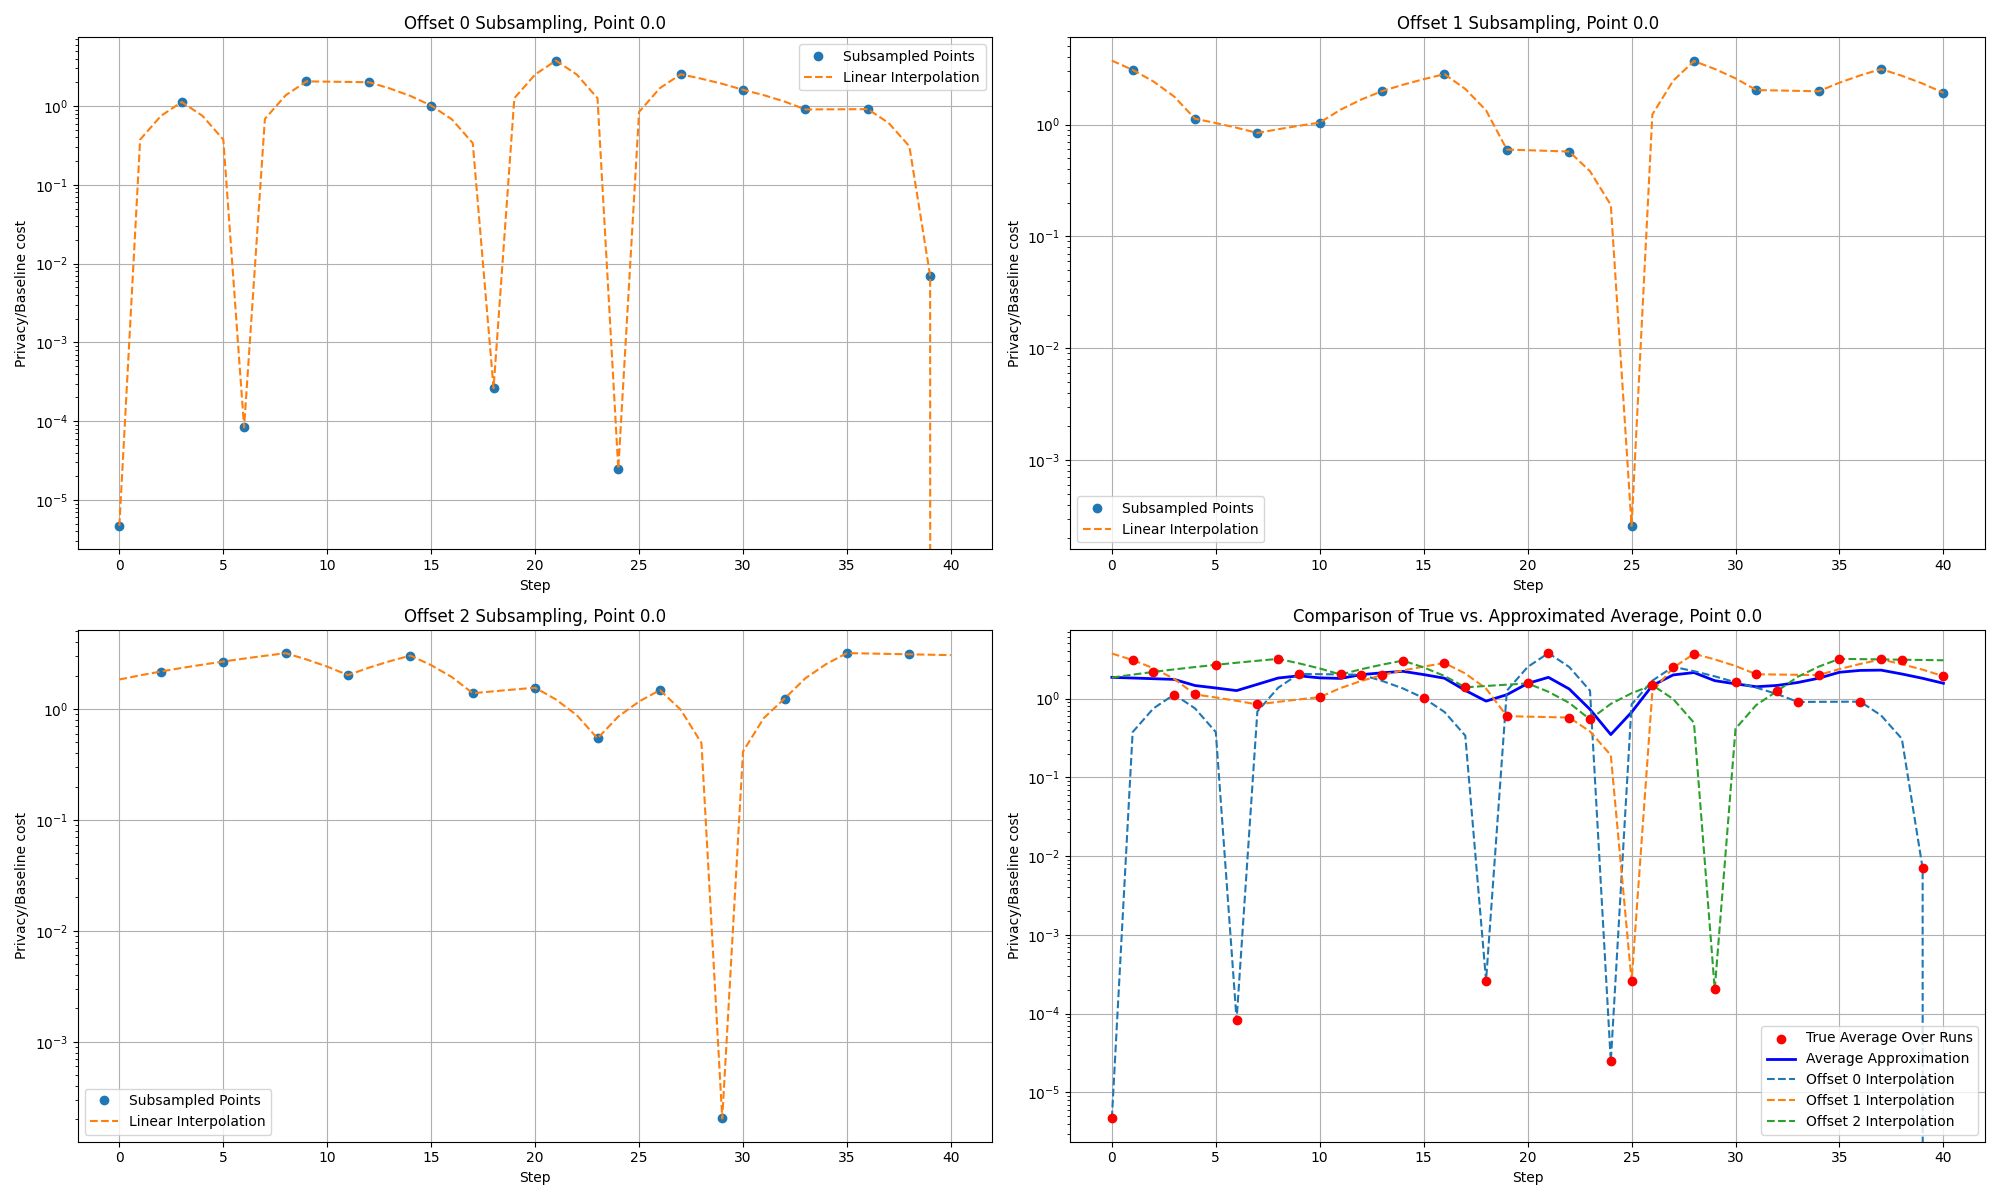 Offset 0 Subsampling, Point 0.0
Privacy/Baseline cost
10^0
10^-1
10^-2
10^-3
10^-4
10^-5
Subsampled Points
Linear Interpolation
0 5 10 15 20 25 30 35 40
Step
Offset 1 Subsampling, Point 0.0
Privacy/Baseline cost
10^0
10^-1
10^-2
10^-3
Subsampled Points
Linear Interpolation
0 5 10 15 20 25 30 35 40
Step
Offset 2 Subsampling, Point 0.0
Privacy/Baseline cost
10^0
10^-1
10^-2
10^-3
Subsampled Points
Linear Interpolation
0 5 10 15 20 25 30 35 40
Step
Comparison of True vs. Approximated Average, Point 0.0
Privacy/Baseline cost
10^0
10^-1
10^-2
10^-3
10^-4
10^-5
True Average Over Runs
Average Approximation
Offset 0 Interpolation
Offset 1 Interpolation
Offset 2 Interpolation
0 5 10 15 20 25 30 35 40
Step